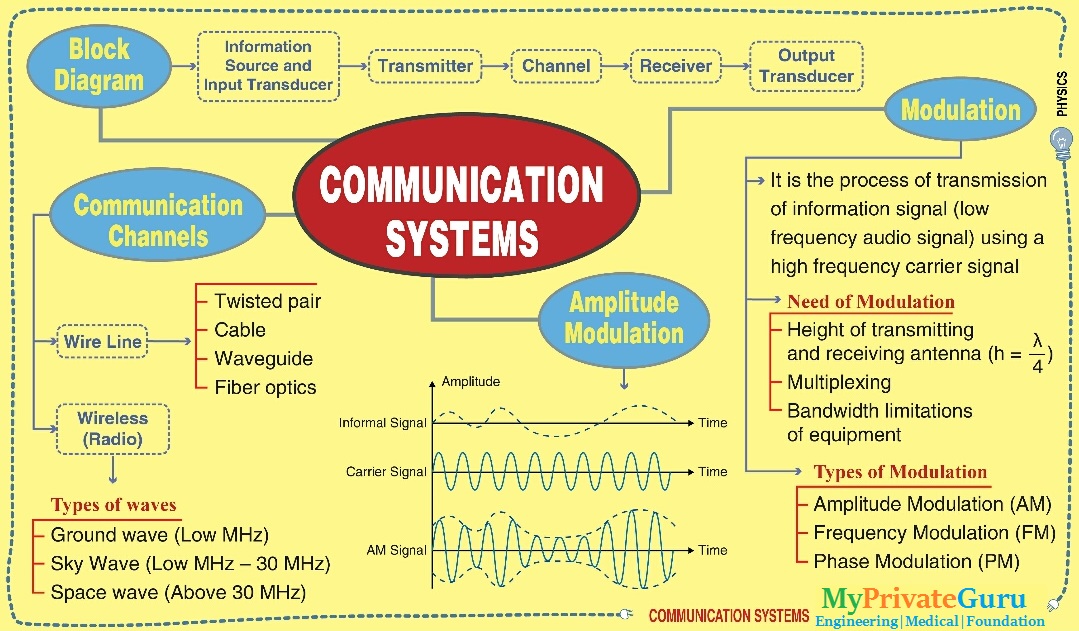 Block
Diagram
Information
Source and
Input Transducer
Transmitter
Channel
Receiver
Output
Transducer
PHYSICS
COMMUNICATION
SYSTEMS
Communication
Channels
Wire Line
Twisted pair
Cable
Waveguide
Fiber optics
Wireless
(Radio)
Types of waves
Ground wave (Low MHz)
Sky Wave (Low MHz – 30 MHz)
Space wave (Above 30 MHz)
Amplitude
Modulation
Amplitude
Informal Signal
Time
Carrier Signal
Time
AM Signal
Time
Modulation
It is the process of transmission
of information signal (low
frequency audio signal) using a
high frequency carrier signal
Need of Modulation
Height of transmitting
and receiving antenna (h = λ/4)
Multiplexing
Bandwidth limitations
of equipment
Types of Modulation
Amplitude Modulation (AM)
Frequency Modulation (FM)
Phase Modulation (PM)
COMMUNICATION SYSTEMS
MyPrivateGuru
Engineering|Medical|Foundation